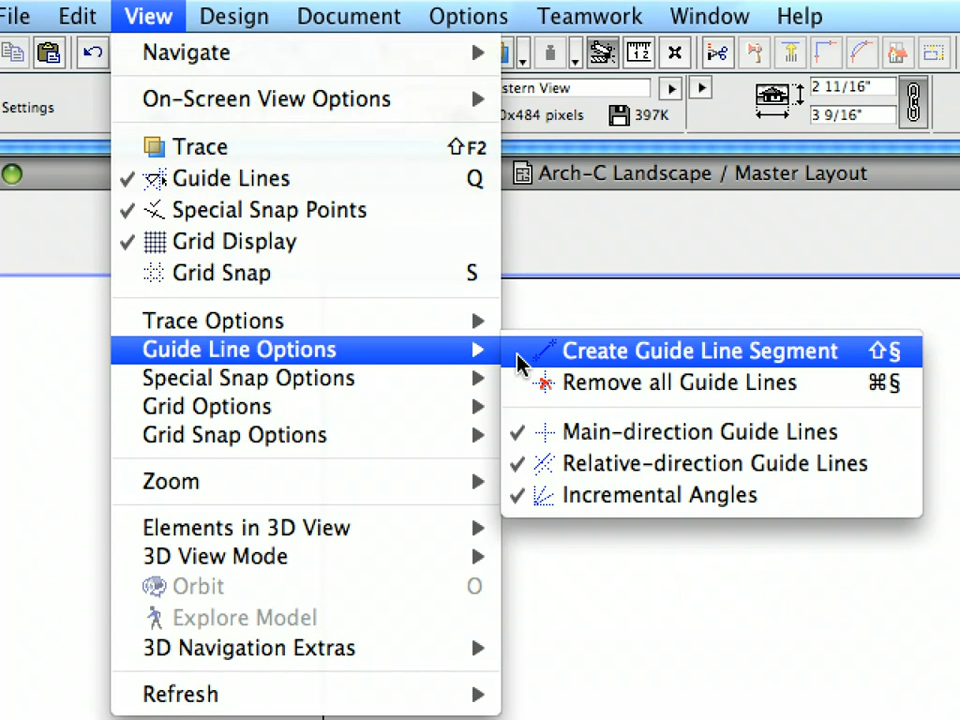 File Edit View Design Document Options Teamwork Window Help
Settings
stern View
2 11/16"
0x484 pixels
397K
3 9/16"
Arch-C Landscape / Master Layout
Navigate
On-Screen View Options
Trace ⇧F2
Guide Lines Q
Special Snap Points
Grid Display
Grid Snap S
Trace Options
Guide Line Options
Special Snap Options
Grid Options
Grid Snap Options
Zoom
Elements in 3D View
3D View Mode
Orbit O
Explore Model
3D Navigation Extras
Refresh
Create Guide Line Segment ⇧§
Remove all Guide Lines ⌘§
Main-direction Guide Lines
Relative-direction Guide Lines
Incremental Angles